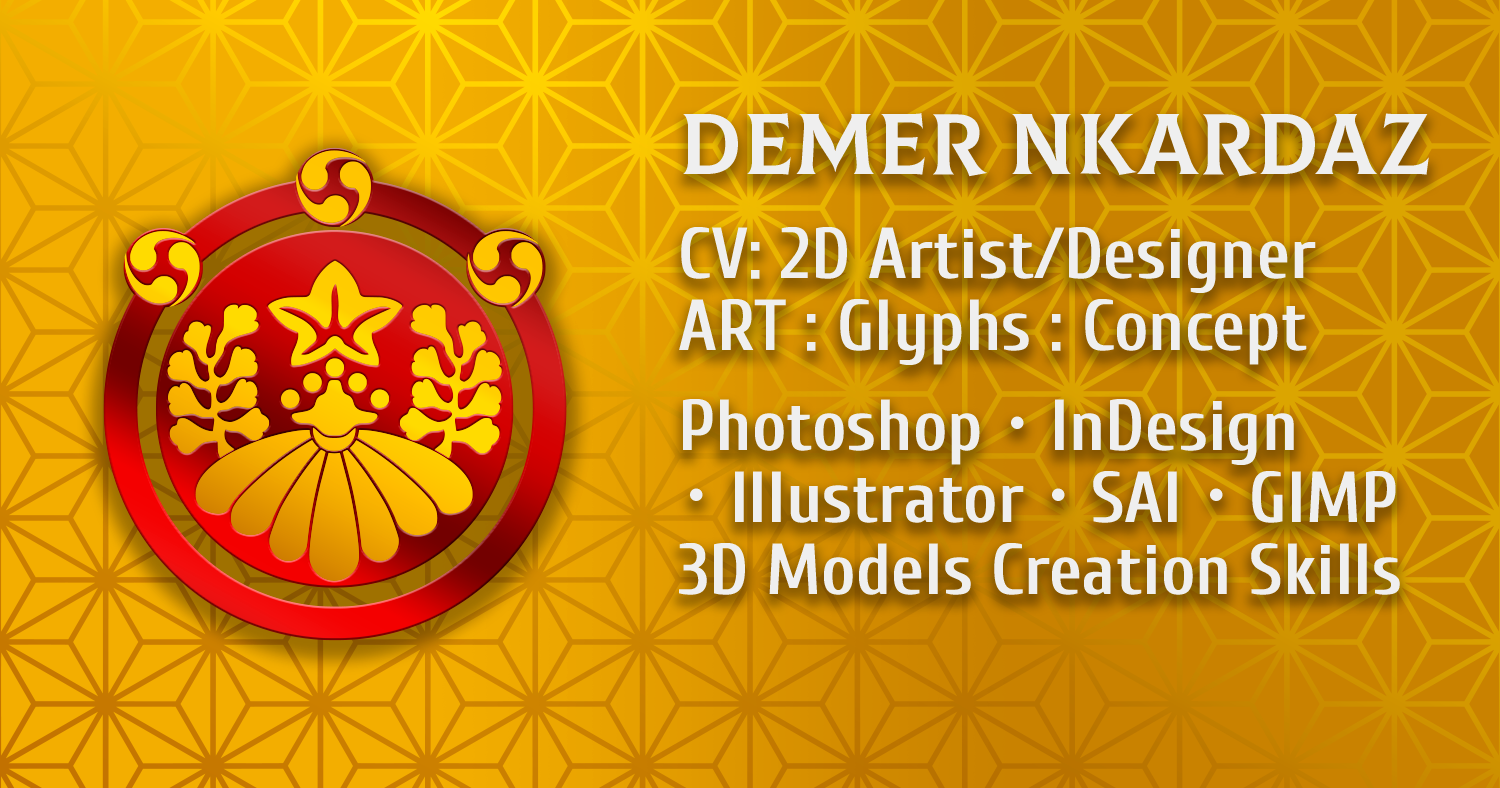 DEMER NKARDAZ
CV: 2D Artist/Designer
ART : Glyphs : Concept
Photoshop・InDesign
・Illustrator・SAI・GIMP
3D Models Creation Skills